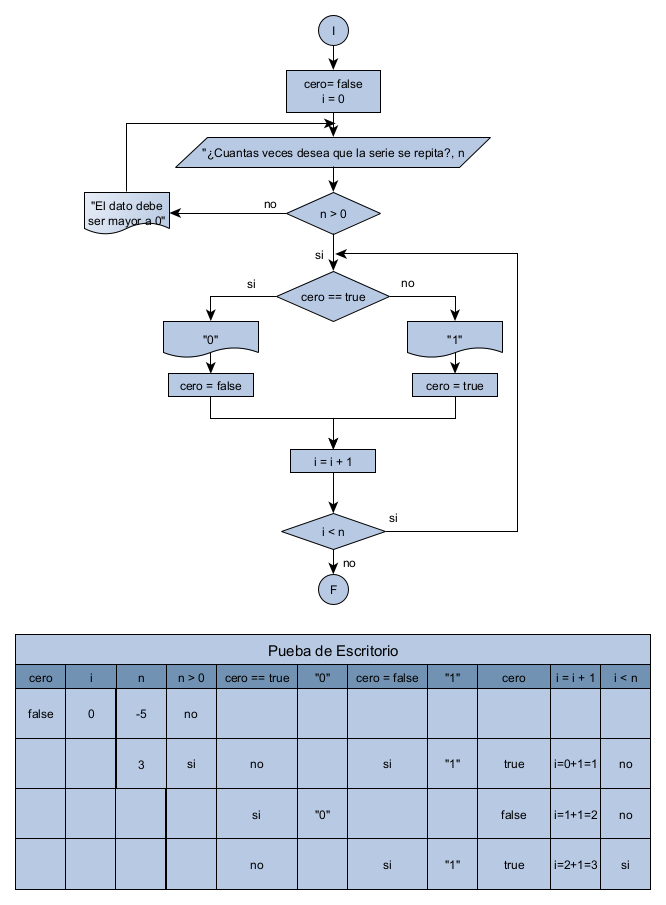 I
cero= false
i = 0
"¿Cuantas veces desea que la serie se repita?, n
"El dato debe
ser mayor a 0"
no
n > 0
si
si
cero == true
no
"0"
"1"
cero = false
cero = true
i = i + 1
i < n
si
no
F
Pueba de Escritorio
cero i n n > 0 cero == true "0" cero = false "1" cero i = i + 1 i < n
false 0 -5 no
3 si no si "1" true i=0+1=1 no
si "0" false i=1+1=2 no
no si "1" true i=2+1=3 si